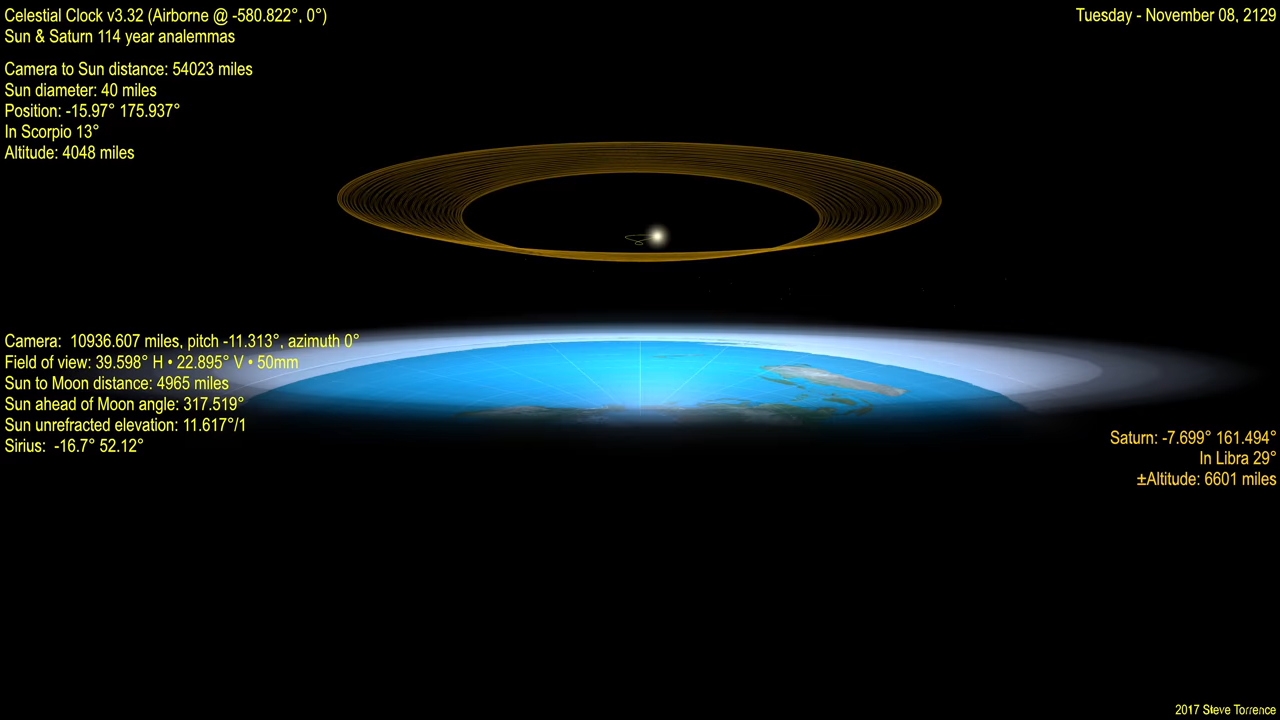 Celestial Clock v3.32 (Airborne @ -580.822°, 0°)
Sun & Saturn 114 year analemmas
Tuesday - November 08, 2129
Camera to Sun distance: 54023 miles
Sun diameter: 40 miles
Position: -15.97° 175.937°
In Scorpio 13°
Altitude: 4048 miles
Camera:  10936.607 miles, pitch -11.313°, azimuth 0°
Field of view: 39.598° H • 22.895° V • 50mm
Sun to Moon distance: 4965 miles
Sun ahead of Moon angle: 317.519°
Sun unrefracted elevation: 11.617°/1
Sirius:  -16.7° 52.12°
Saturn: -7.699° 161.494°
In Libra 29°
±Altitude: 6601 miles
2017 Steve Torrence